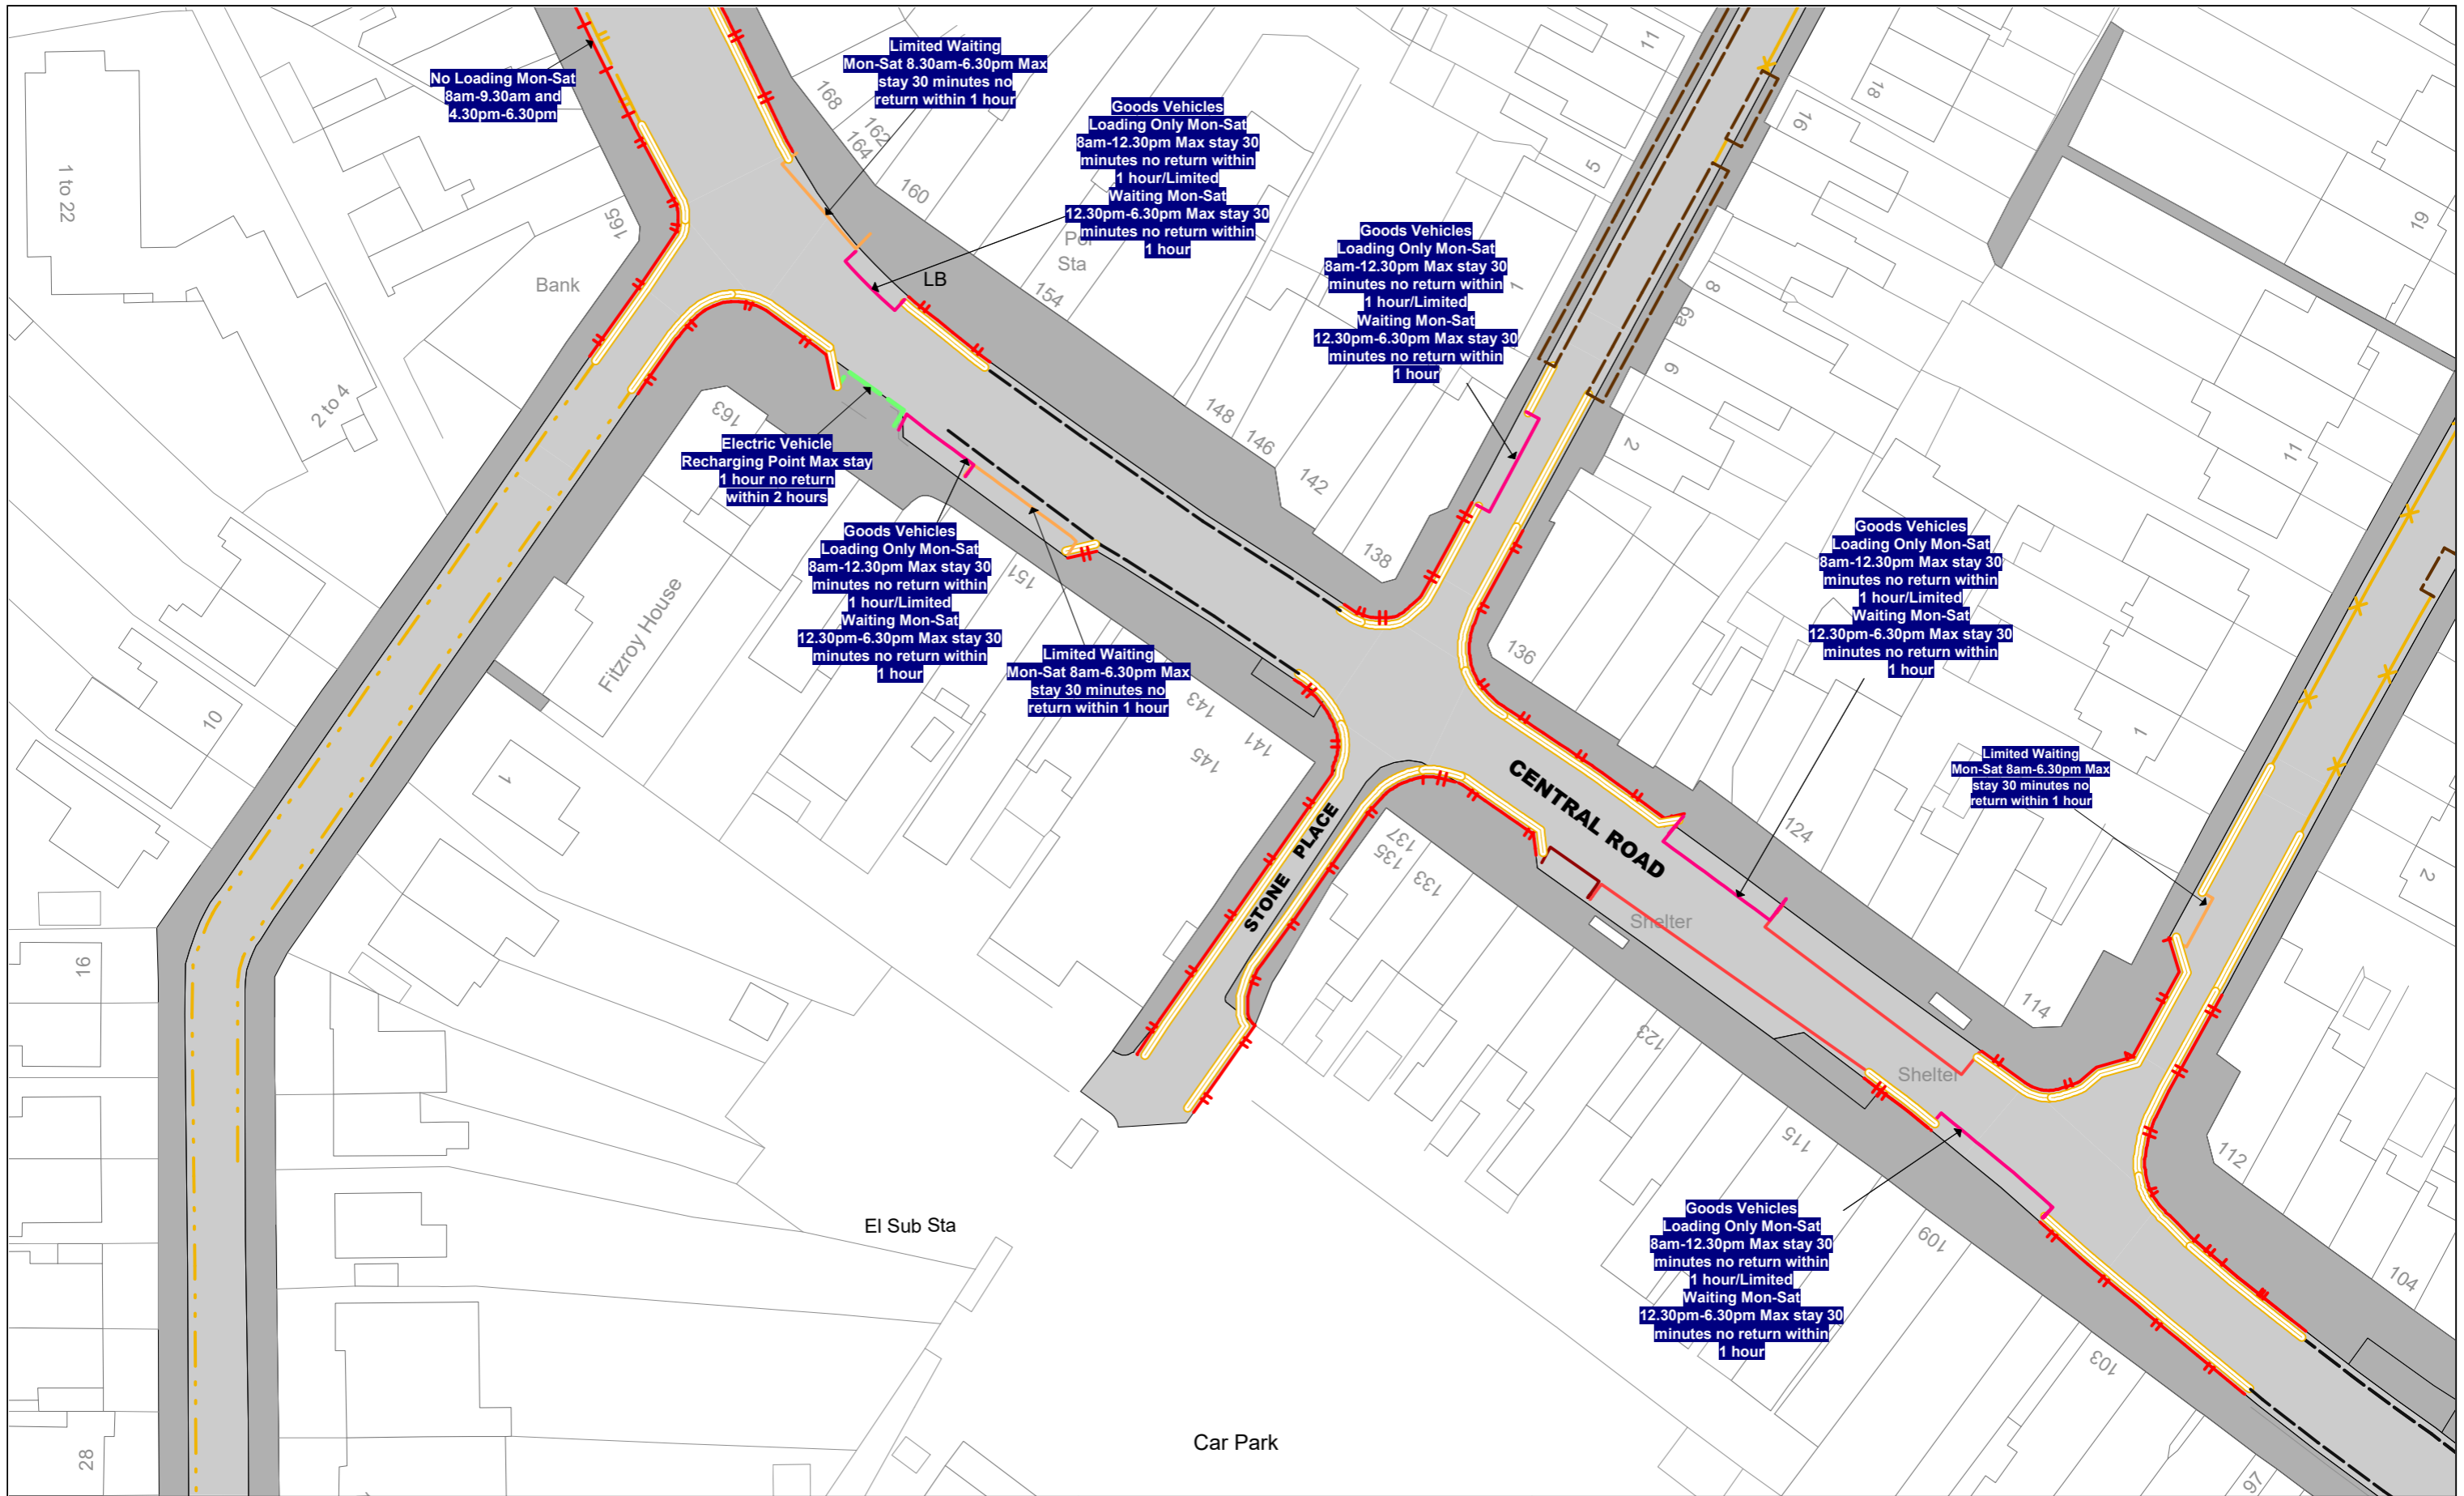 No Loading Mon-Sat
8am-9.30am and
4.30pm-6.30pm
Limited Waiting
Mon-Sat 8.30am-6.30pm Max
stay 30 minutes no
return within 1 hour
Goods Vehicles
Loading Only Mon-Sat
8am-12.30pm Max stay 30
minutes no return within
1 hour/Limited
Waiting Mon-Sat
12.30pm-6.30pm Max stay 30
minutes no return within
1 hour
Goods Vehicles
Loading Only Mon-Sat
8am-12.30pm Max stay 30
minutes no return within
1 hour/Limited
Waiting Mon-Sat
12.30pm-6.30pm Max stay 30
minutes no return within
1 hour
11
18
16
19
168
162
164
160
5
1 to 22
165
Bank
Sta
LB
154
1
8
6a
6
2 to 4
163
148
146
142
2
11
Electric Vehicle
Recharging Point Max stay
1 hour no return
within 2 hours
Goods Vehicles
Loading Only Mon-Sat
8am-12.30pm Max stay 30
minutes no return within
1 hour/Limited
Waiting Mon-Sat
12.30pm-6.30pm Max stay 30
minutes no return within
1 hour
Goods Vehicles
Loading Only Mon-Sat
8am-12.30pm Max stay 30
minutes no return within
1 hour/Limited
Waiting Mon-Sat
12.30pm-6.30pm Max stay 30
minutes no return within
1 hour
138
151
Fitzroy House
136
Limited Waiting
Mon-Sat 8am-6.30pm Max
stay 30 minutes no
return within 1 hour
143
141
145
10
1
1
Limited Waiting
Mon-Sat 8am-6.30pm Max
stay 30 minutes no
return within 1 hour
CENTRAL ROAD
STONE PLACE
124
137
135
133
2
Shelter
16
114
123
Shelter
115
112
109
El Sub Sta
Goods Vehicles
Loading Only Mon-Sat
8am-12.30pm Max stay 30
minutes no return within
1 hour/Limited
Waiting Mon-Sat
12.30pm-6.30pm Max stay 30
minutes no return within
1 hour
104
103
Car Park
28
97